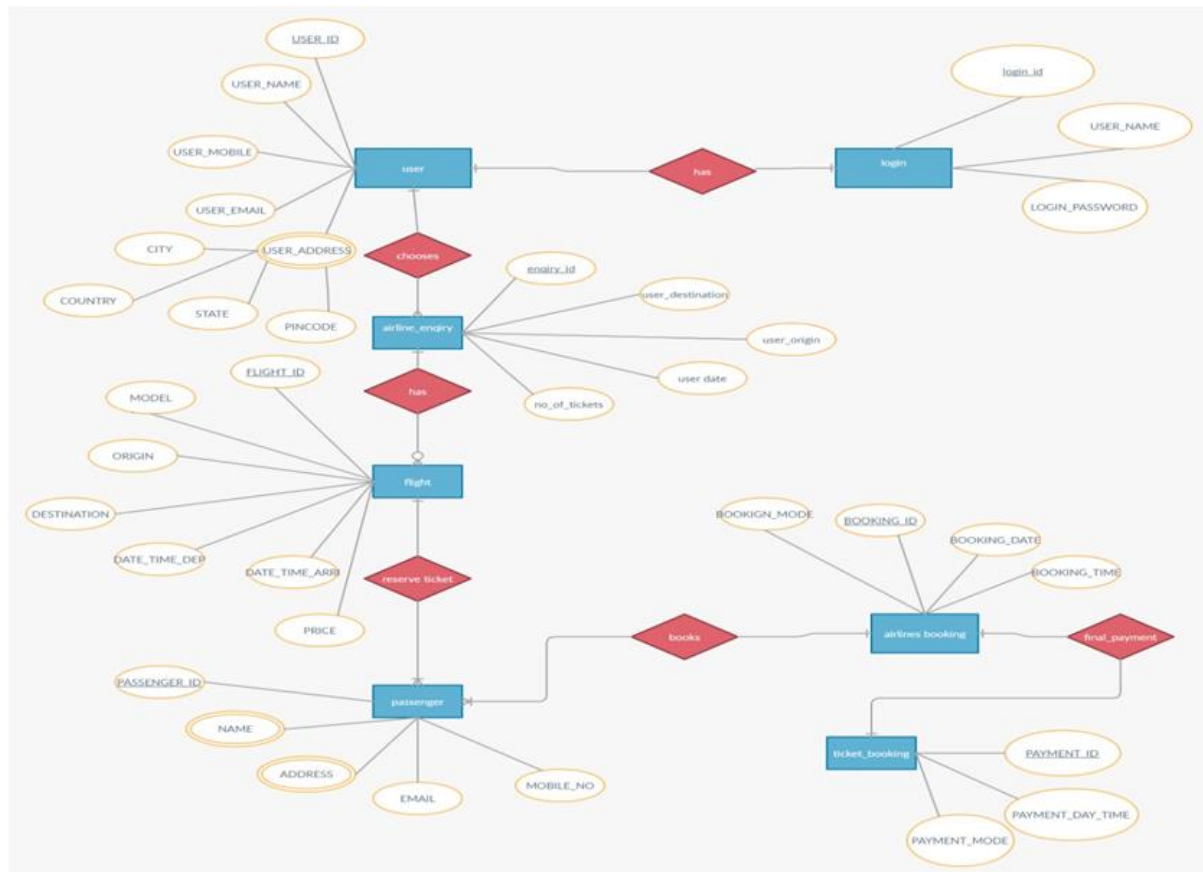 USER_ID
login_id
USER_NAME
USER_NAME
USER_MOBILE
user
has
login
USER_EMAIL
LOGIN_PASSWORD
CITY
USER_ADDRESS
chooses
enqiry_id
COUNTRY
STATE
PINCODE
user_destination
airline_enqiry
user_origin
FLIGHT_ID
user date
MODEL
has
no_of_tickets
ORIGIN
flight
DESTINATION
BOOKIGN_MODE
BOOKING_ID
BOOKING_DATE
DATE_TIME_DEP
DATE_TIME_ARRI
reserve ticket
BOOKING_TIME
PRICE
books
airlines booking
final_payment
PASSENGER_ID
passenger
NAME
ticket_booking
PAYMENT_ID
ADDRESS
MOBILE_NO
EMAIL
PAYMENT_DAY_TIME
PAYMENT_MODE